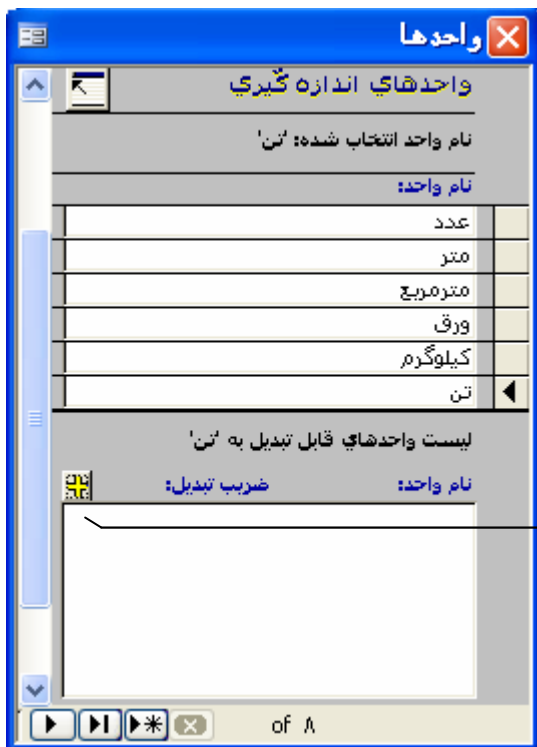 واحدها
واحدهاي اندازه گيري
نام واحد انتخاب شده: 'تن'
نام واحد:
عدد
متر
مترمربع
ورق
کيلوگرم
تن
ليست واحدهاي قابل تبديل به 'تن'
نام واحد: ضريب تبديل:
of ۸